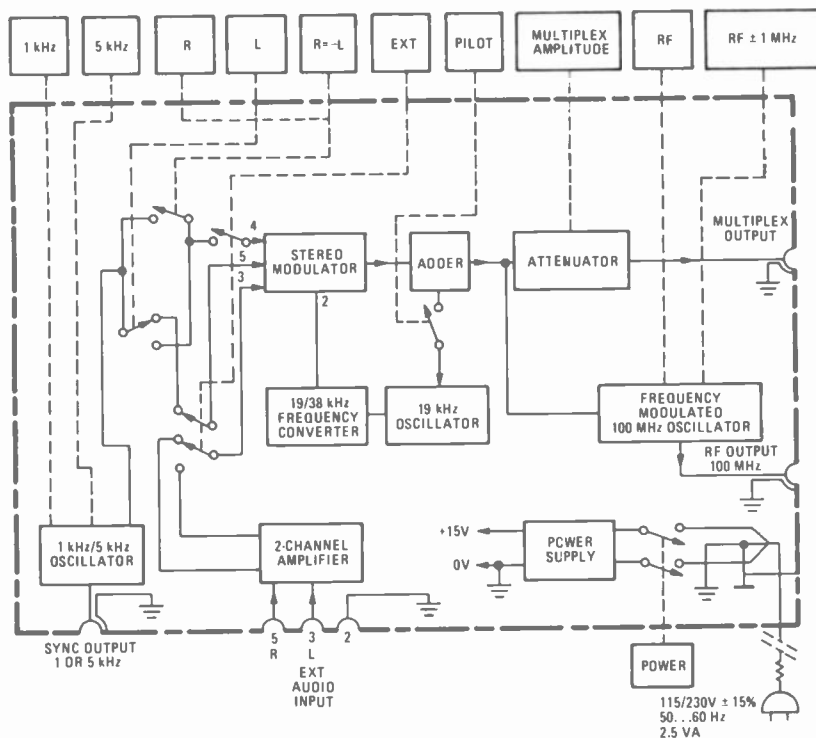 1 kHz
5 kHz
R
L
R=-L
EXT
PILOT
MULTIPLEX
AMPLITUDE
RF
RF ± 1 MHz
MULTIPLEX
OUTPUT
4
5
3
2
STEREO
MODULATOR
ADDER
ATTENUATOR
19/38 kHz
FREQUENCY
CONVERTER
19 kHz
OSCILLATOR
FREQUENCY
MODULATED
100 MHz OSCILLATOR
RF OUTPUT
100 MHz
1 kHz/5 kHz
OSCILLATOR
2-CHANNEL
AMPLIFIER
+15V
0V
POWER
SUPPLY
SYNC OUTPUT
1 OR 5 kHz
5
3
2
R
L
EXT
AUDIO
INPUT
POWER
115/230V ± 15%
50...60 Hz
2.5 VA